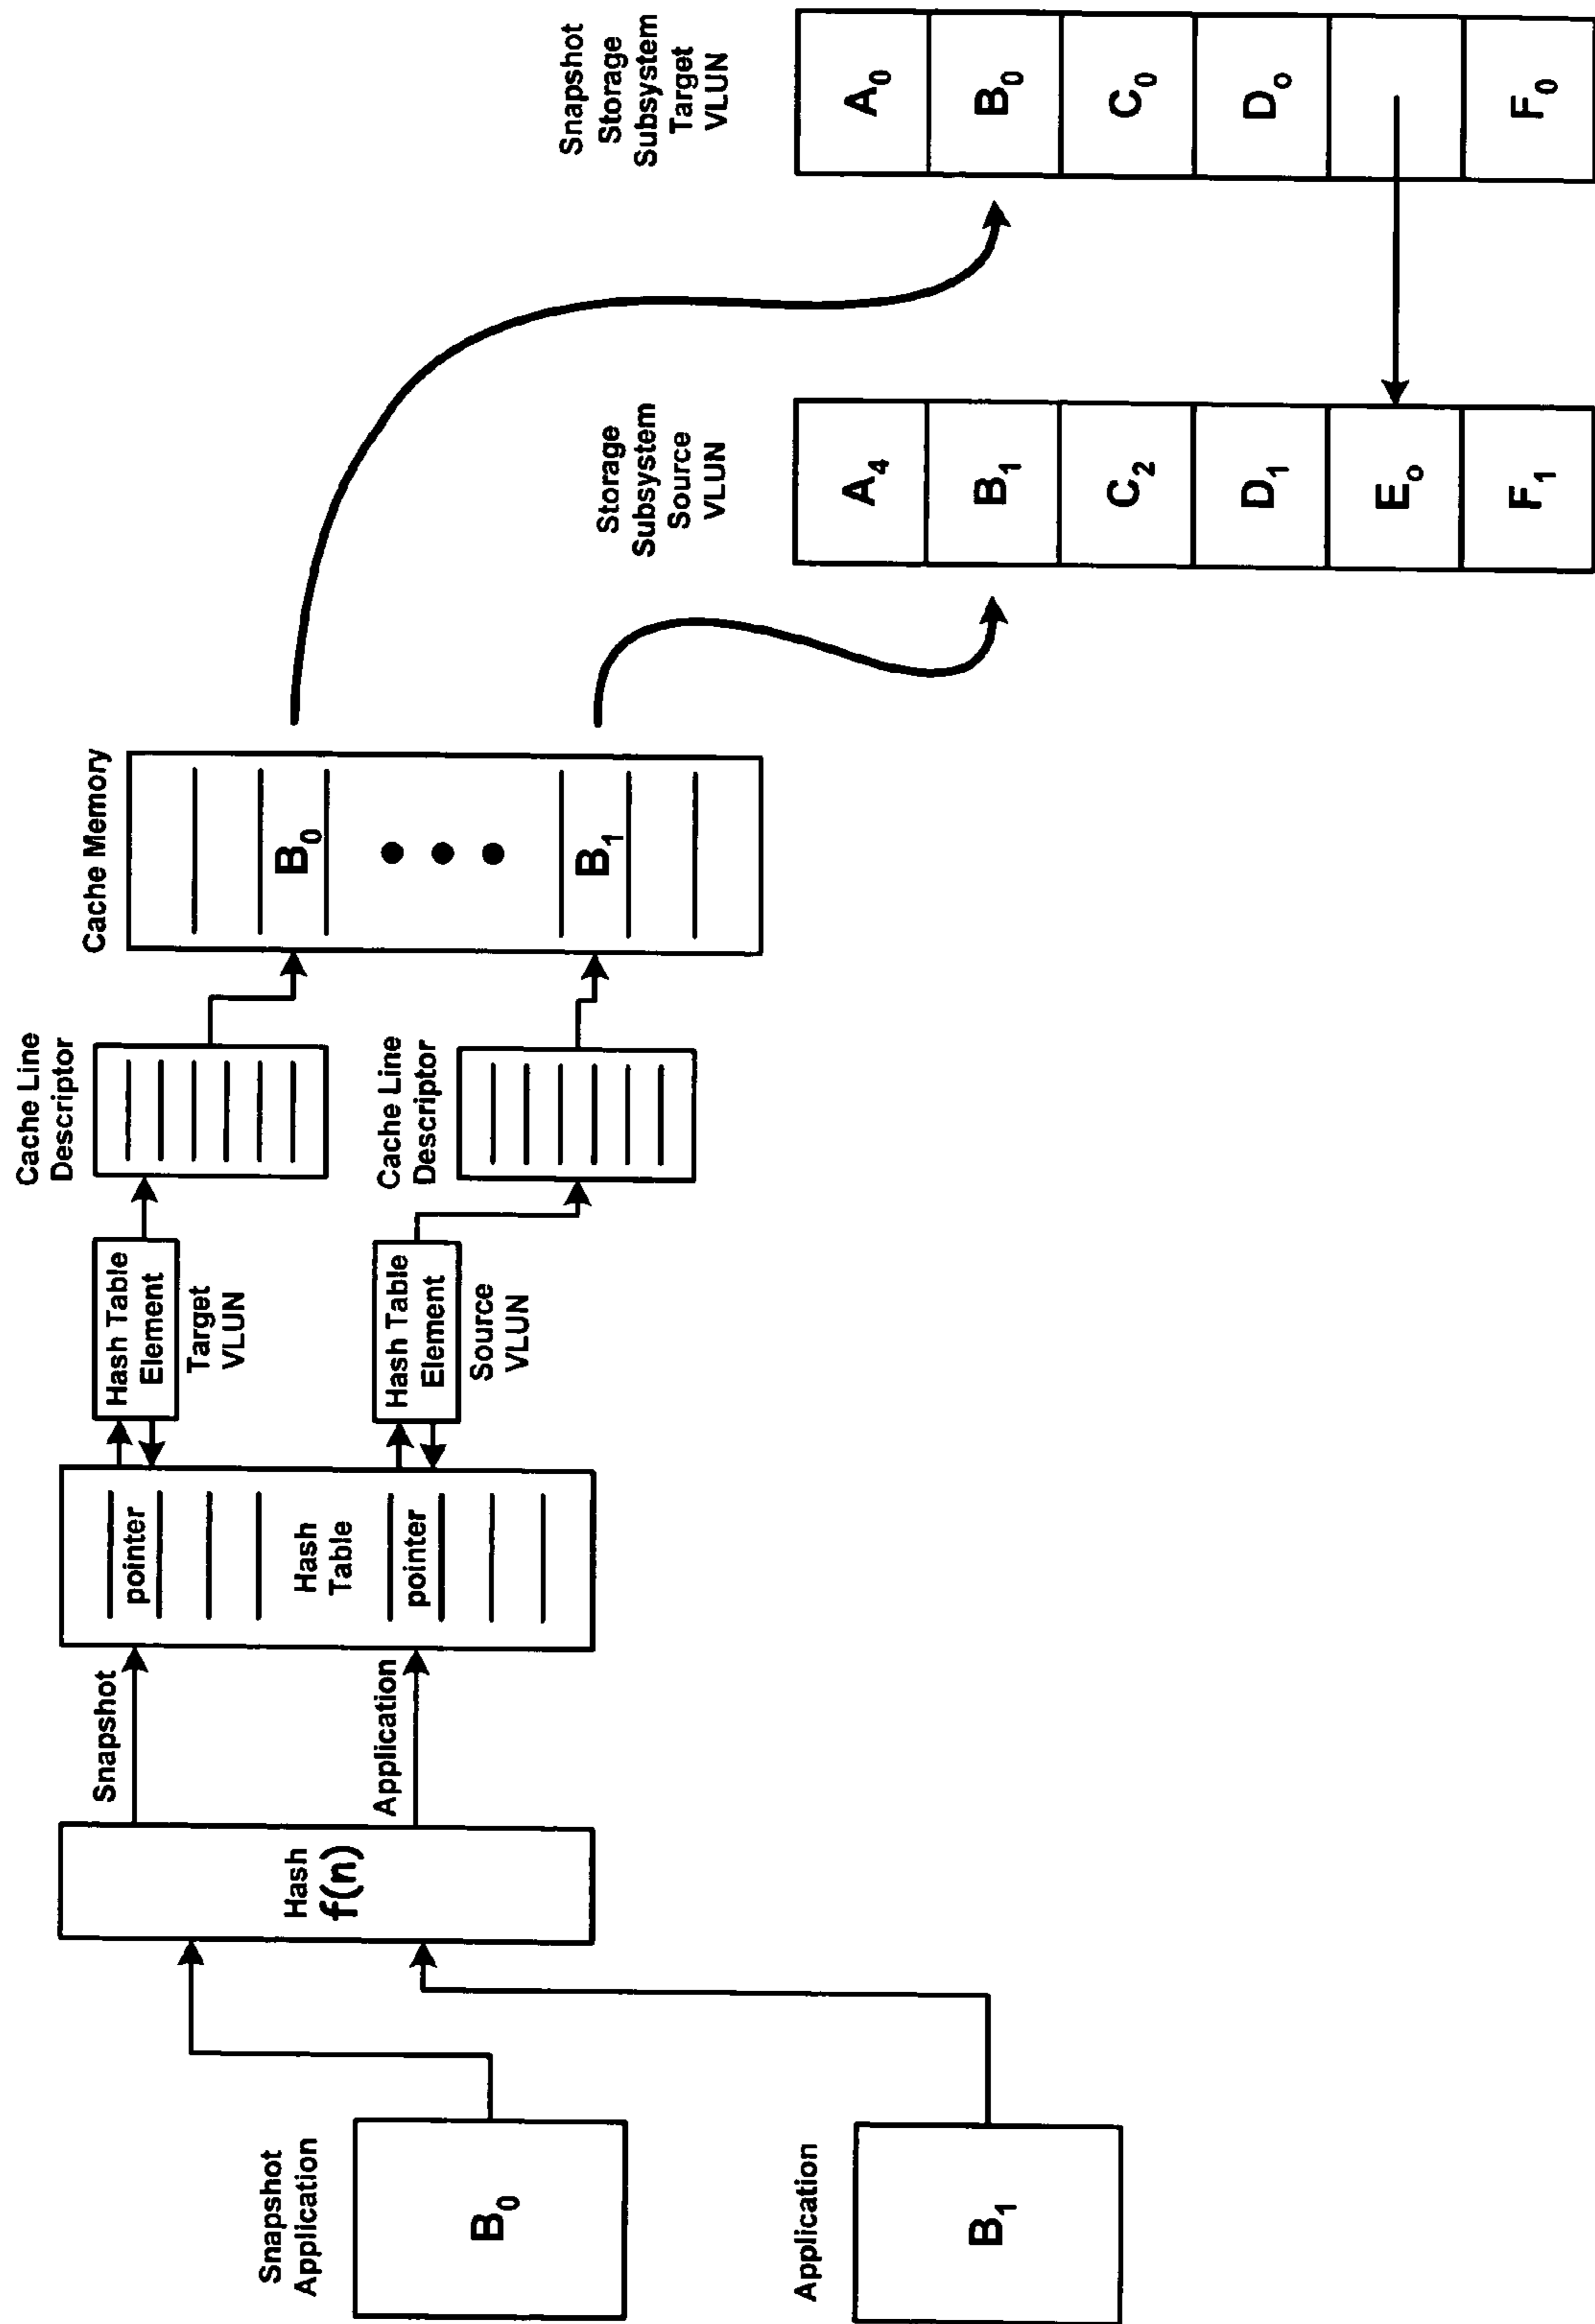 Snapshot
Application
B₀
Application
B₁
Hash
f(n)
Snapshot
Application
pointer
Hash
Table
pointer
Hash Table
Element
Target
VLUN
Hash Table
Element
Source
VLUN
Cache Line
Descriptor
Cache Line
Descriptor
Cache Memory
B₀
B₁
Storage
Subsystem
Source
VLUN
A₄
B₁
C₂
D₁
Eₒ
F₁
Snapshot
Storage
Subsystem
Target
VLUN
A₀
B₀
C₀
Dₒ
F₀